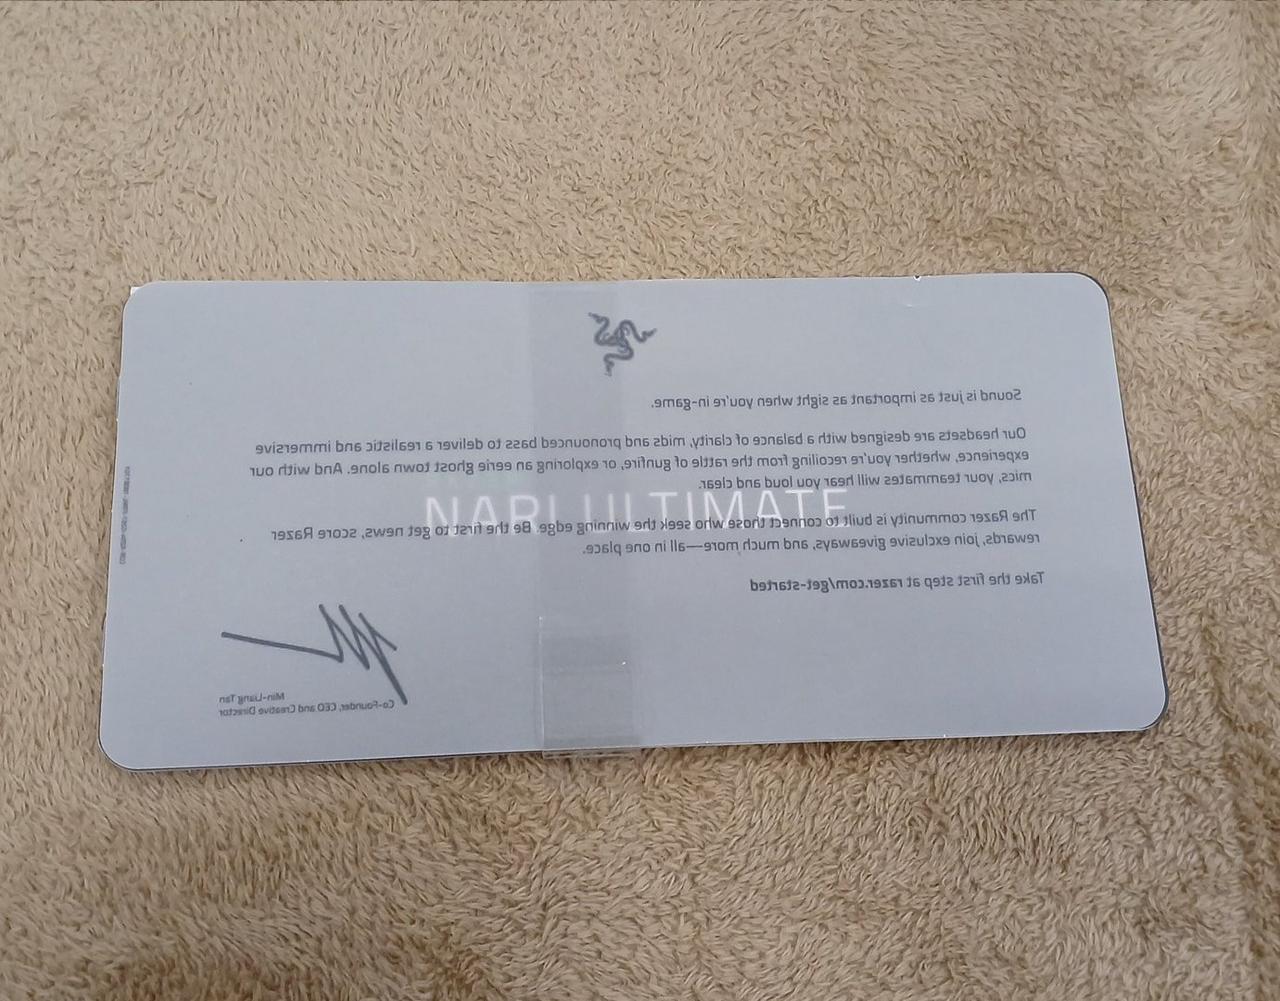 Sound is just as important as sight when you're in-game.
Our headsets are designed with a balance of clarity, mids and pronounced bass to deliver a realistic and immersive
experience, whether you're recoiling from the rattle of gunfire, or exploring an eerie ghost town alone. And with our
mics, your teammates will hear you loud and clear.
NARI ULTIMATE
The Razer community is built to connect those who seek the winning edge. Be the first to get news, score Razer
rewards, join exclusive giveaways, and much more—all in one place.
Take the first step at razer.com/get-started
Min-Liang Tan
Co-Founder, CEO and Creative Director